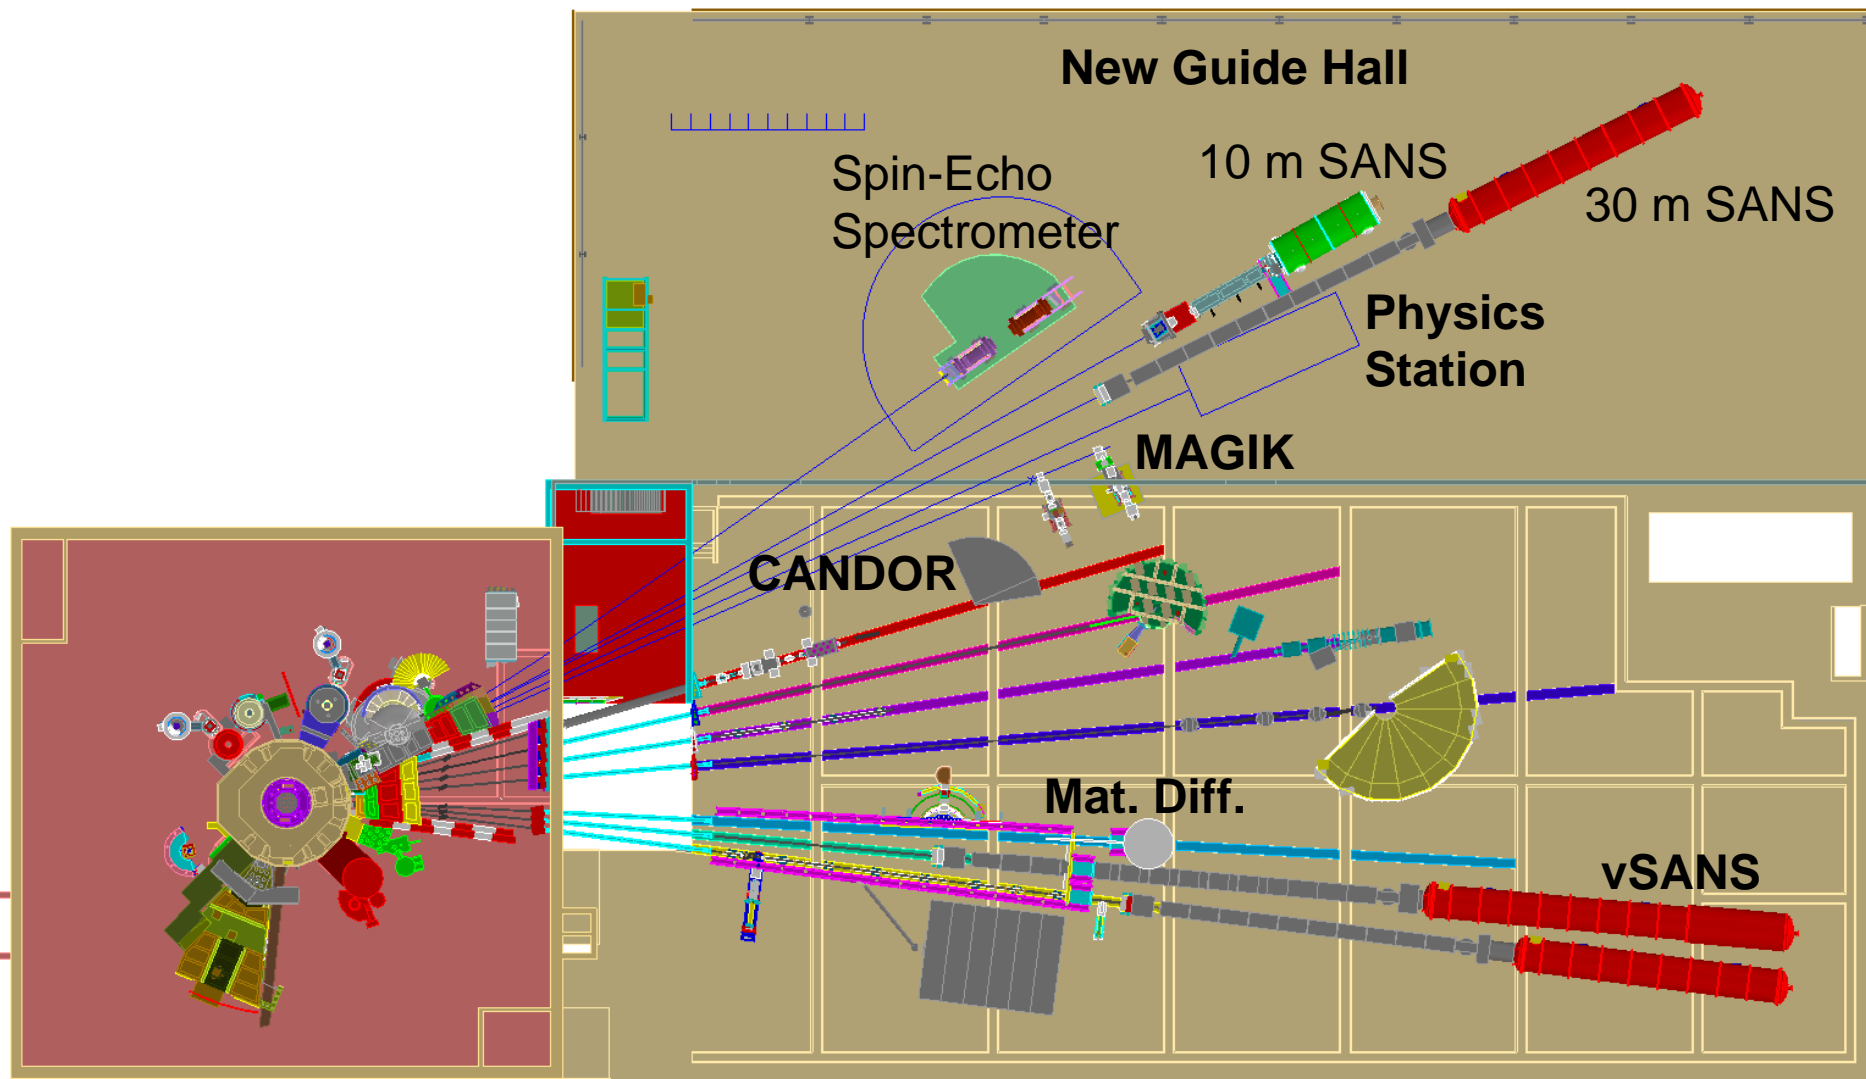 New Guide Hall
10 m SANS
Spin-Echo
Spectrometer
30 m SANS
Physics
Station
MAGIK
CANDOR
Mat. Diff.
vSANS